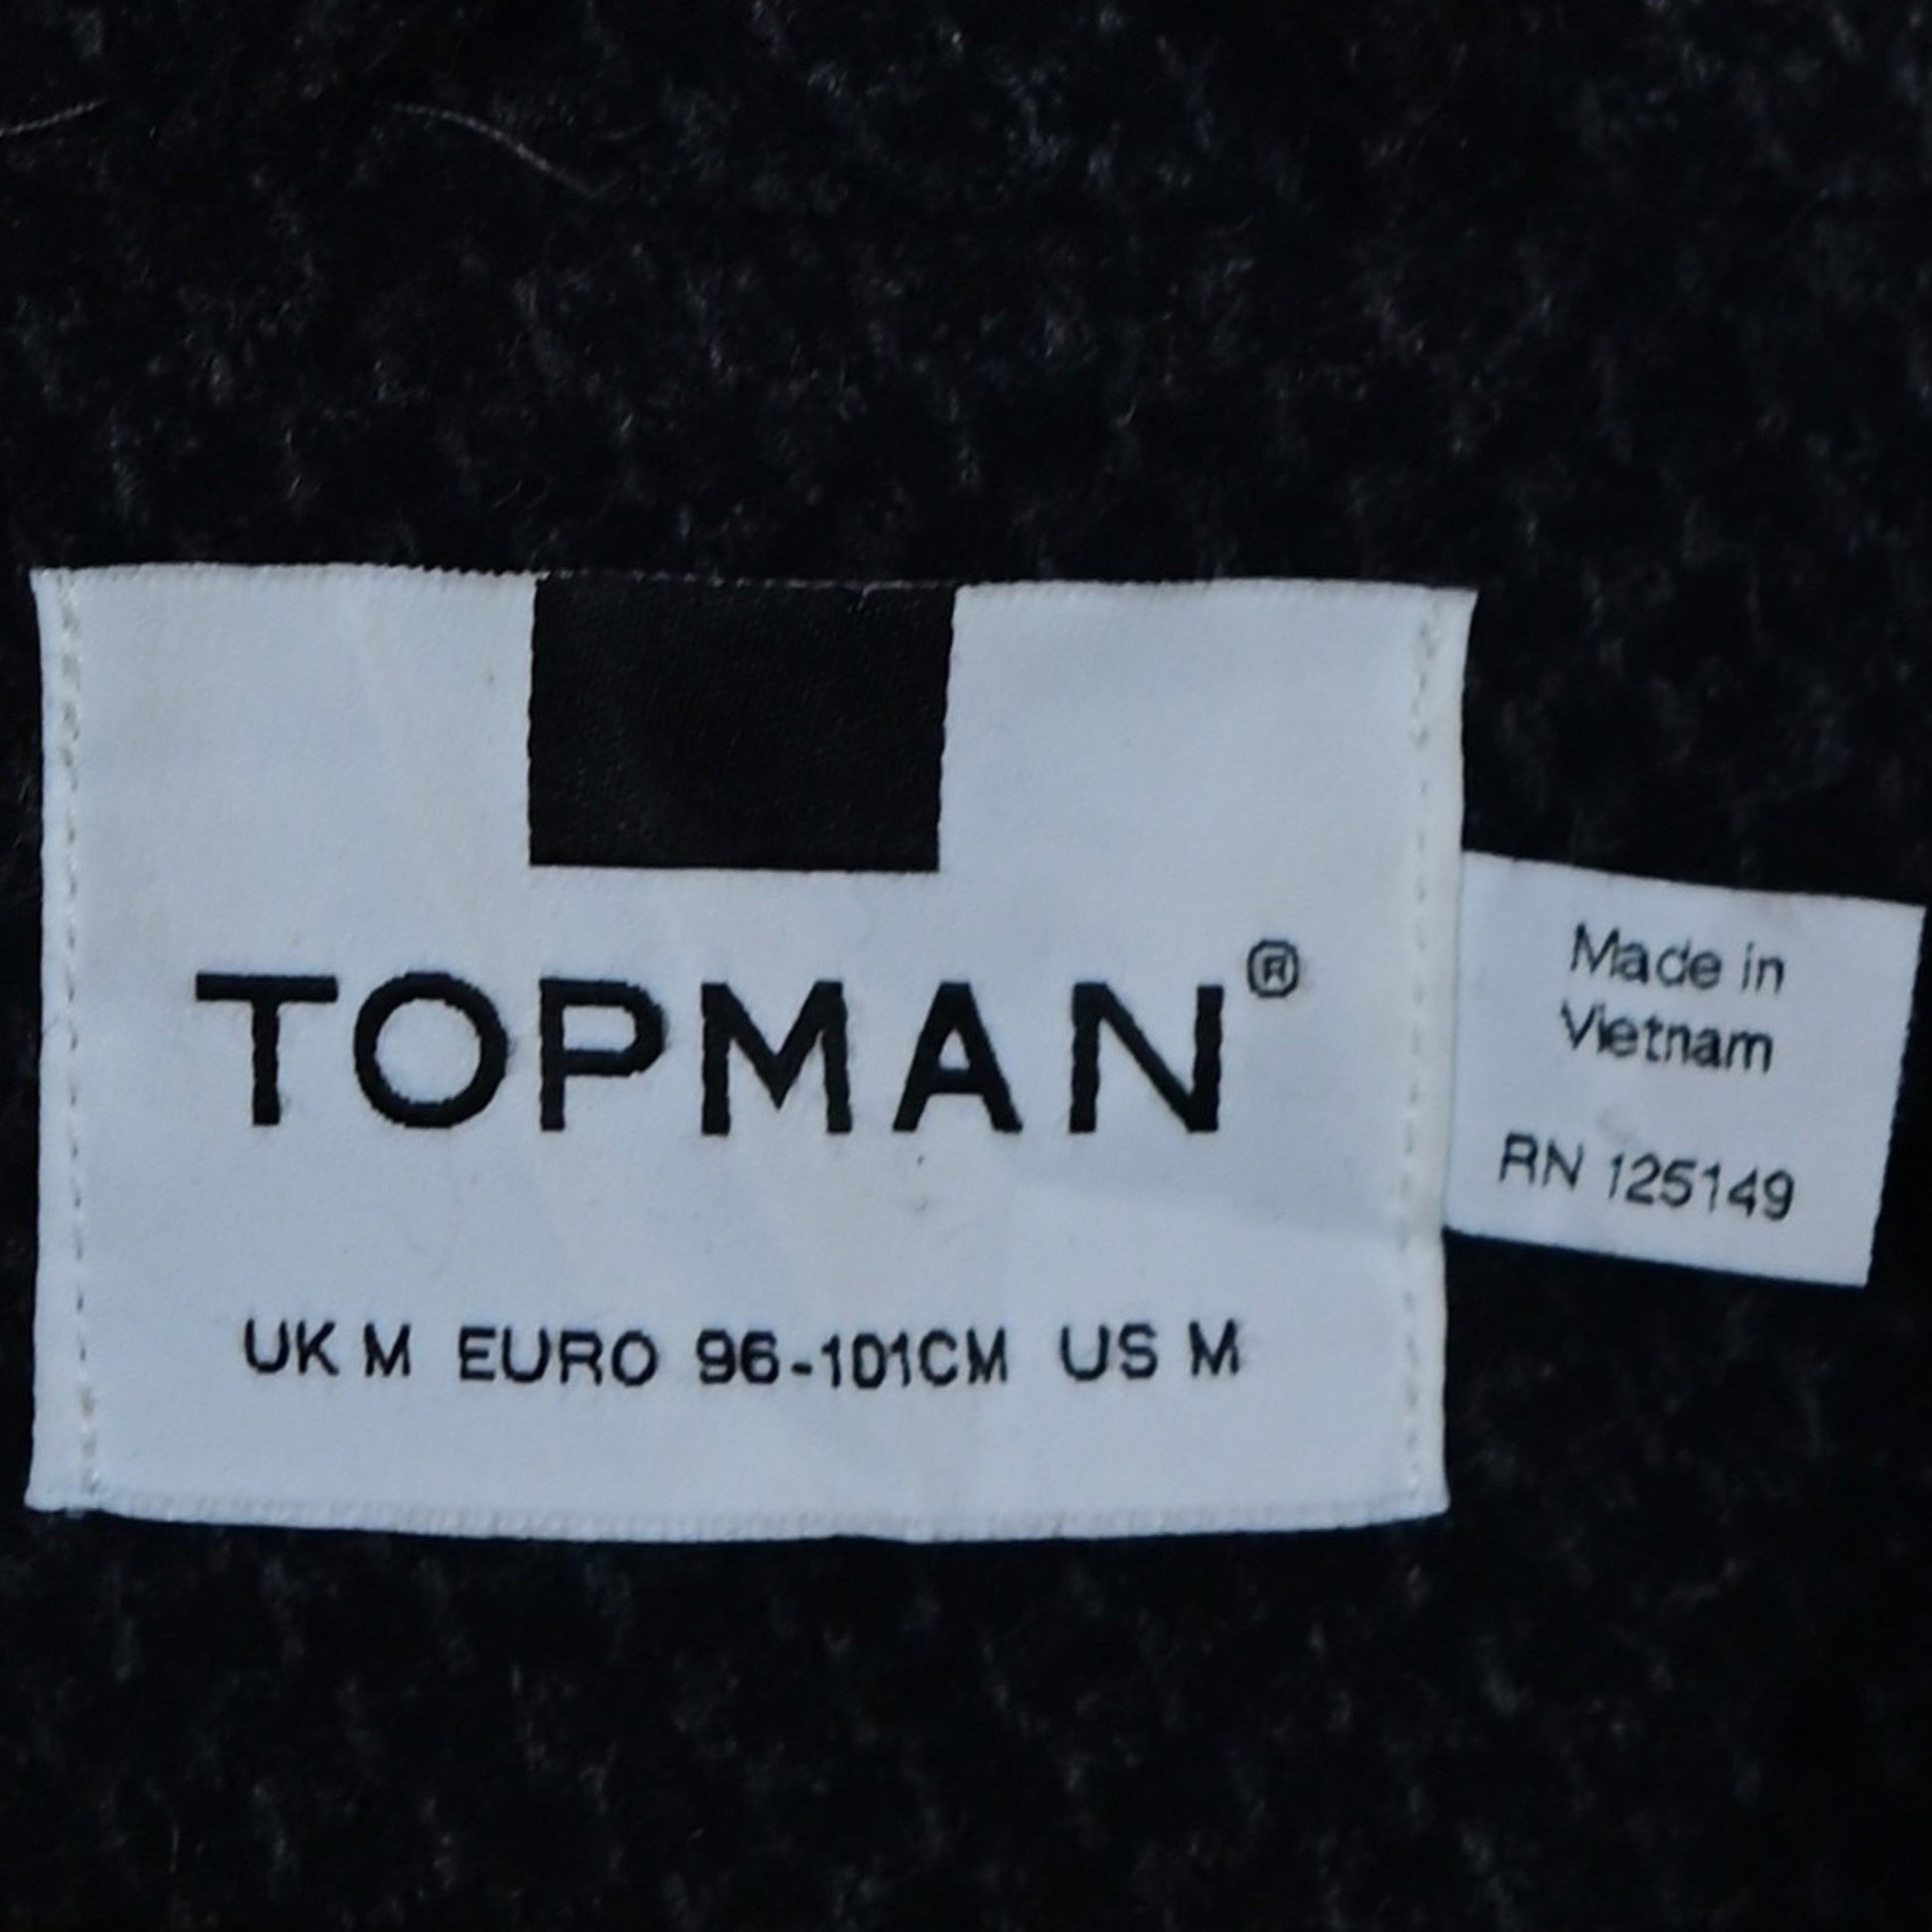 TOPMAN®
UK M EURO 96-101CM US M
Made in
Vietnam
RN 125149